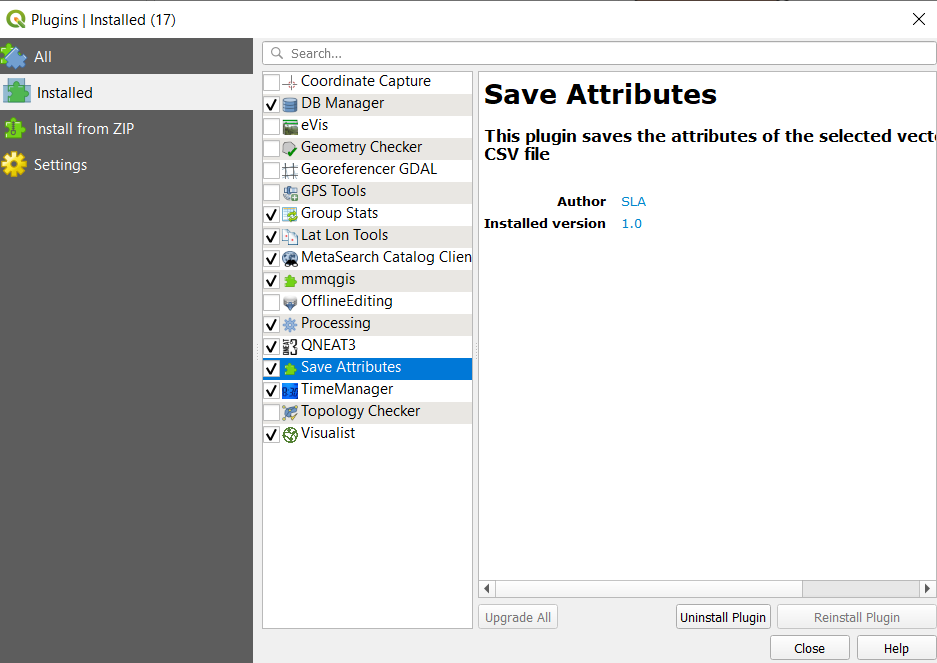 Plugins | Installed (17)
All
Installed
Install from ZIP
Settings
Search...
Coordinate Capture
DB Manager
eVis
Geometry Checker
Georeferencer GDAL
GPS Tools
Group Stats
Lat Lon Tools
MetaSearch Catalog Clien
mmqgis
OfflineEditing
Processing
QNEAT3
Save Attributes
TimeManager
Topology Checker
Visualist
Save Attributes
This plugin saves the attributes of the selected vecto
CSV file
Author SLA
Installed version 1.0
Upgrade All
Uninstall Plugin
Reinstall Plugin
Close
Help